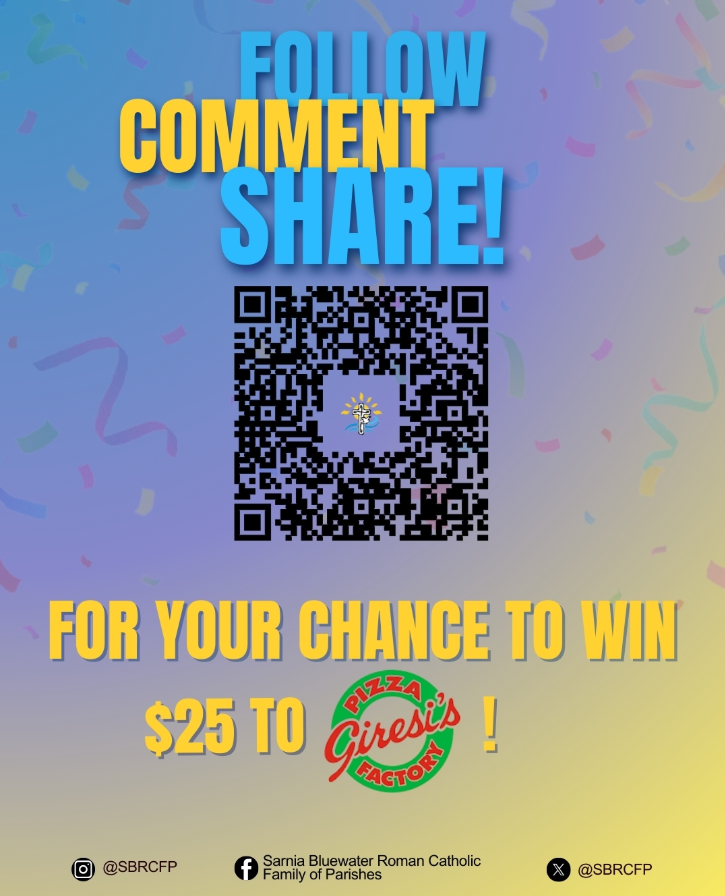 FOLLOW
COMMENT
SHARE!
FOR YOUR CHANCE TO WIN
$25 TO PIZZA Giresi's FACTORY !
@SBRCFP
Sarnia Bluewater Roman Catholic
Family of Parishes
@SBRCFP